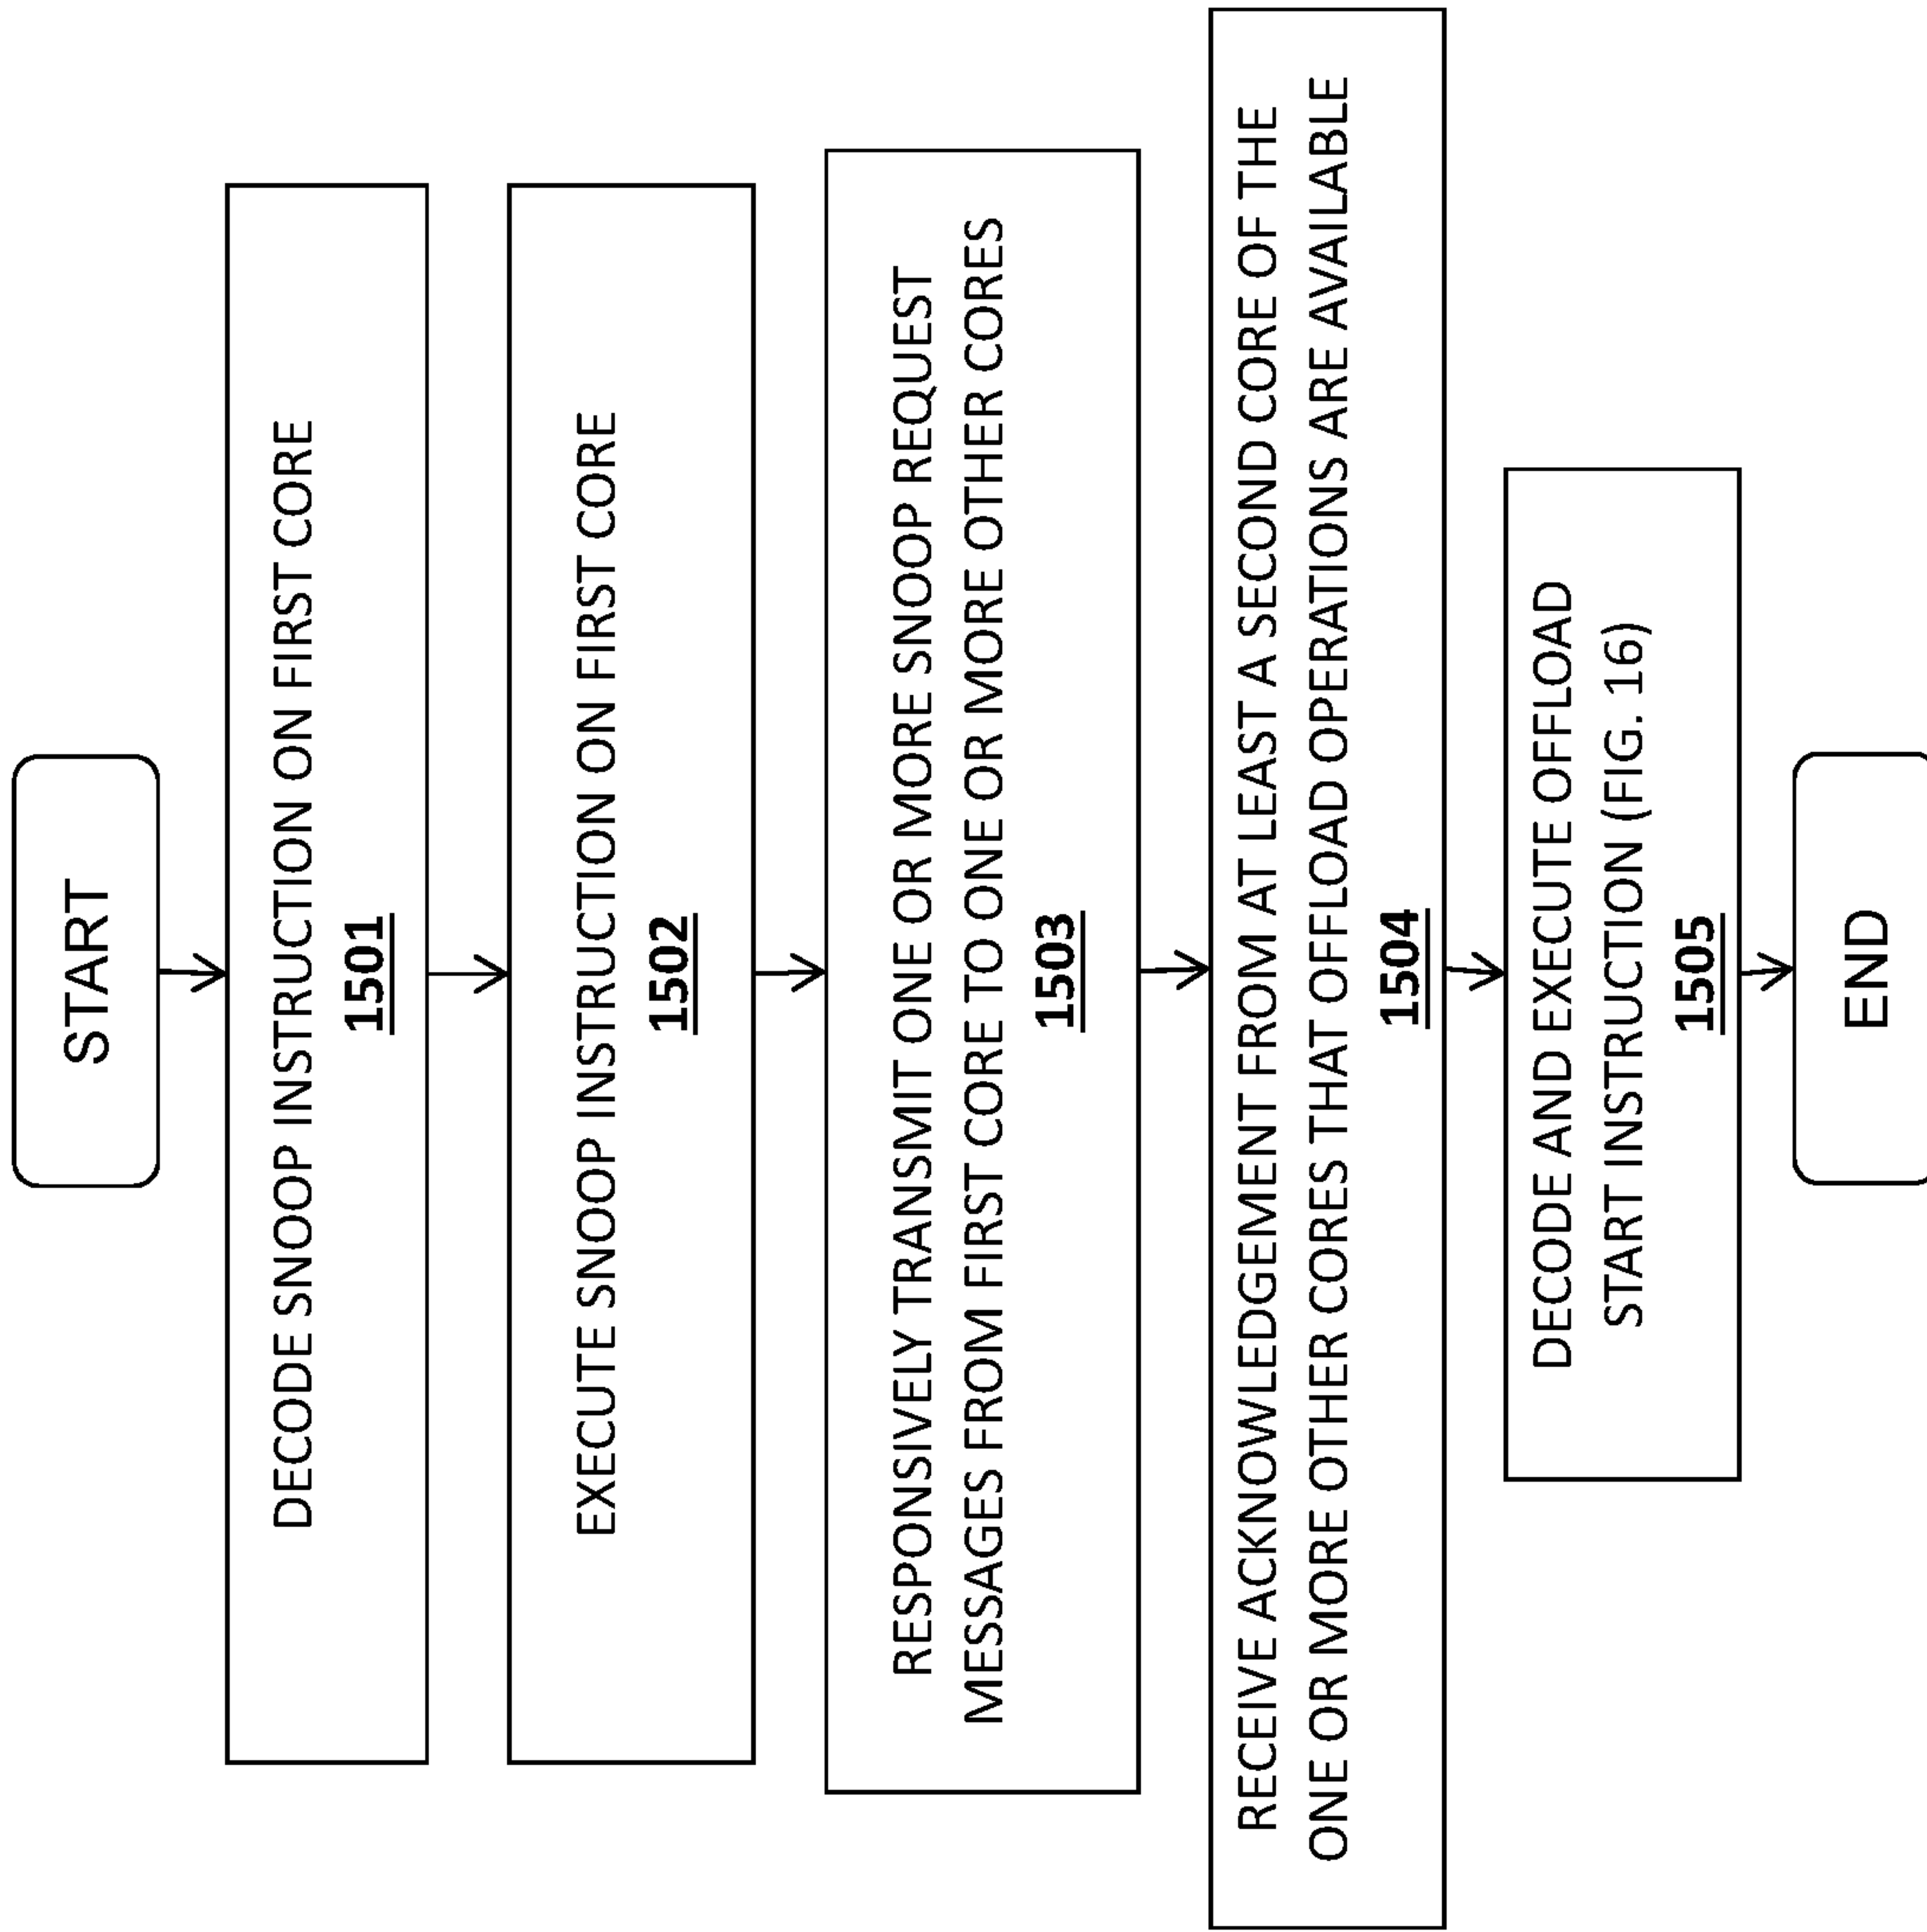 START
DECODE SNOOP INSTRUCTION ON FIRST CORE
1501
EXECUTE SNOOP INSTRUCTION ON FIRST CORE
1502
RESPONSIVELY TRANSMIT ONE OR MORE SNOOP REQUEST
MESSAGES FROM FIRST CORE TO ONE OR MORE OTHER CORES
1503
RECEIVE ACKNOWLEDGEMENT FROM AT LEAST A SECOND CORE OF THE
ONE OR MORE OTHER CORES THAT OFFLOAD OPERATIONS ARE AVAILABLE
1504
DECODE AND EXECUTE OFFLOAD
START INSTRUCTION (FIG. 16)
1505
END